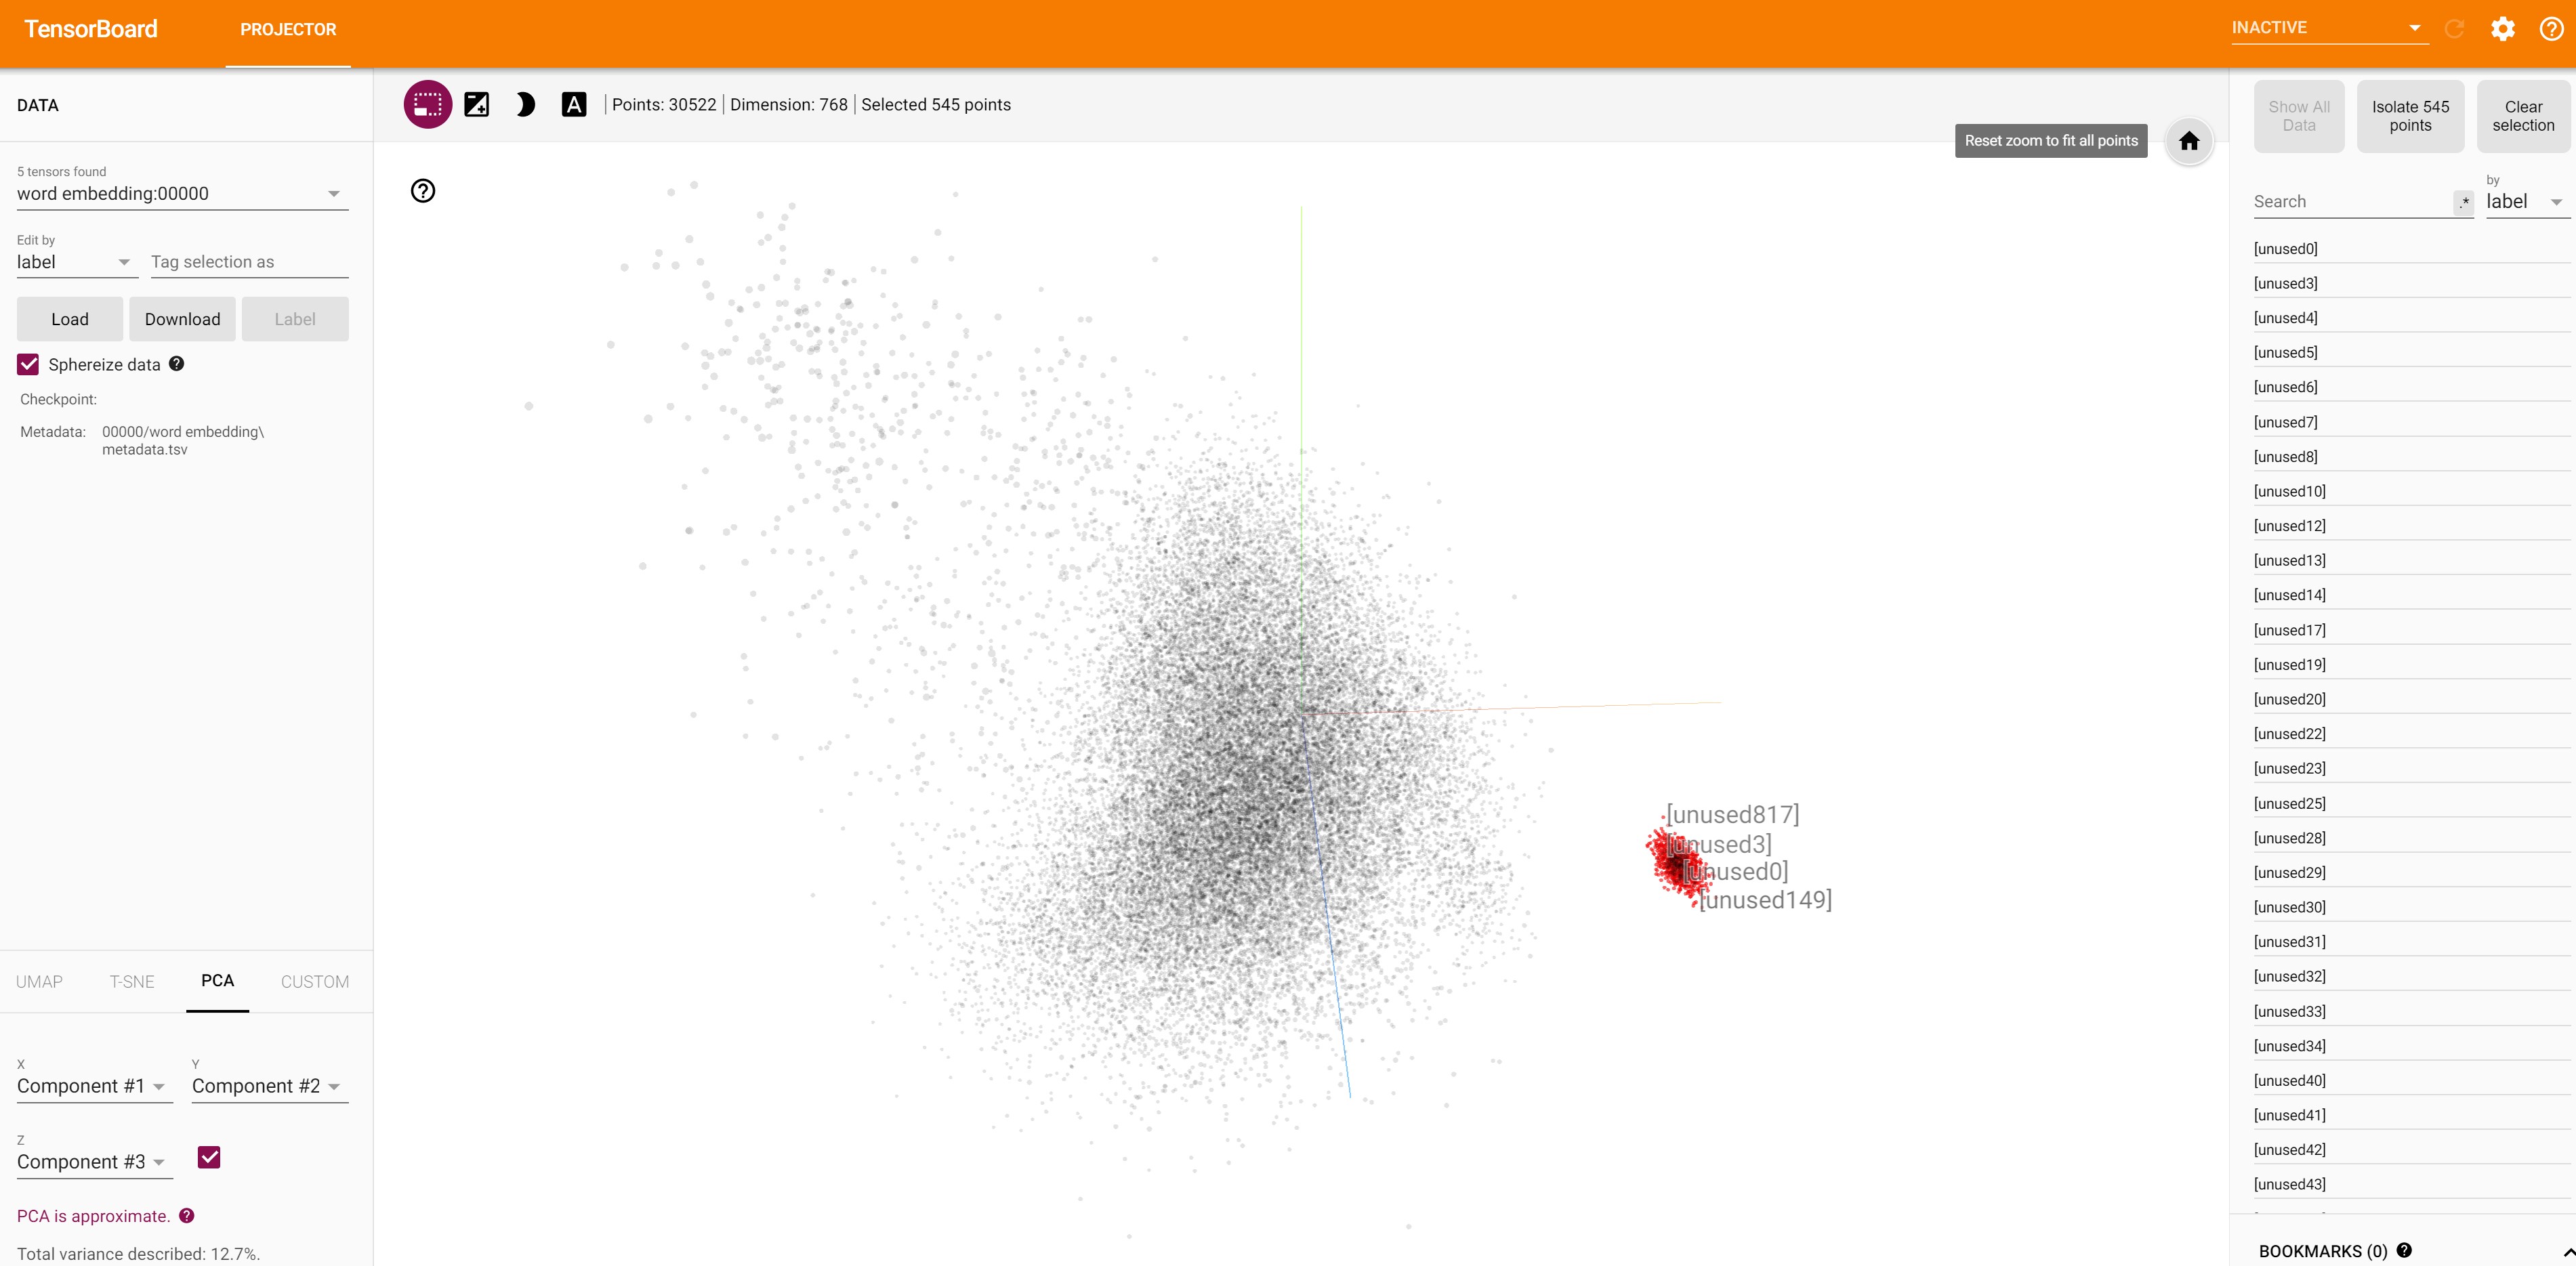 TensorBoard
PROJECTOR
INACTIVE
DATA
5 tensors found
word embedding:00000
Edit by
label
Tag selection as
Load
Download
Label
Sphereize data
Checkpoint:
Metadata: 00000/word embedding\
metadata.tsv
UMAP
T-SNE
PCA
CUSTOM
X
Component #1
Y
Component #2
Z
Component #3
PCA is approximate.
Total variance described: 12.7%.
A
Points: 30522
Dimension: 768
Selected 545 points
Reset zoom to fit all points
[unused817]
[unused3]
[unused0]
[unused149]
Show All
Data
Isolate 545
points
Clear
selection
Search
.*
by
label
[unused0]
[unused3]
[unused4]
[unused5]
[unused6]
[unused7]
[unused8]
[unused10]
[unused12]
[unused13]
[unused14]
[unused17]
[unused19]
[unused20]
[unused22]
[unused23]
[unused25]
[unused28]
[unused29]
[unused30]
[unused31]
[unused32]
[unused33]
[unused34]
[unused40]
[unused41]
[unused42]
[unused43]
BOOKMARKS (0)